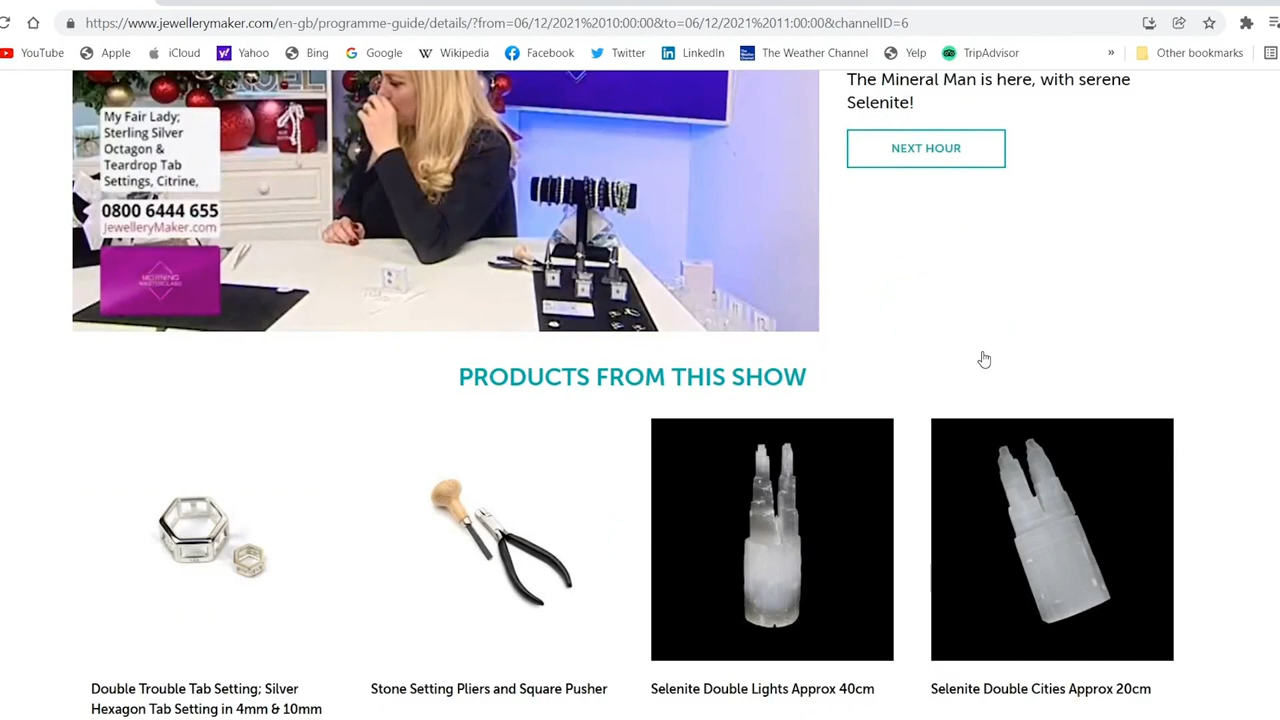 https://www.jewellerymaker.com/en-gb/programme-guide/details/?from=06/12/2021%2010:00:00&to=06/12/2021%2011:00:00&channelID=6
YouTube Apple iCloud Yahoo Bing Google Wikipedia Facebook Twitter LinkedIn The Weather Channel Yelp TripAdvisor » Other bookmarks
My Fair Lady;
Sterling Silver
Octagon &
Teardrop Tab
Settings, Citrine,
0800 6444 655
JewelleryMaker.com
MORNING
MASTERCLASS
The Mineral Man is here, with serene
Selenite!
NEXT HOUR
PRODUCTS FROM THIS SHOW
Double Trouble Tab Setting; Silver
Hexagon Tab Setting in 4mm & 10mm
Stone Setting Pliers and Square Pusher
Selenite Double Lights Approx 40cm
Selenite Double Cities Approx 20cm